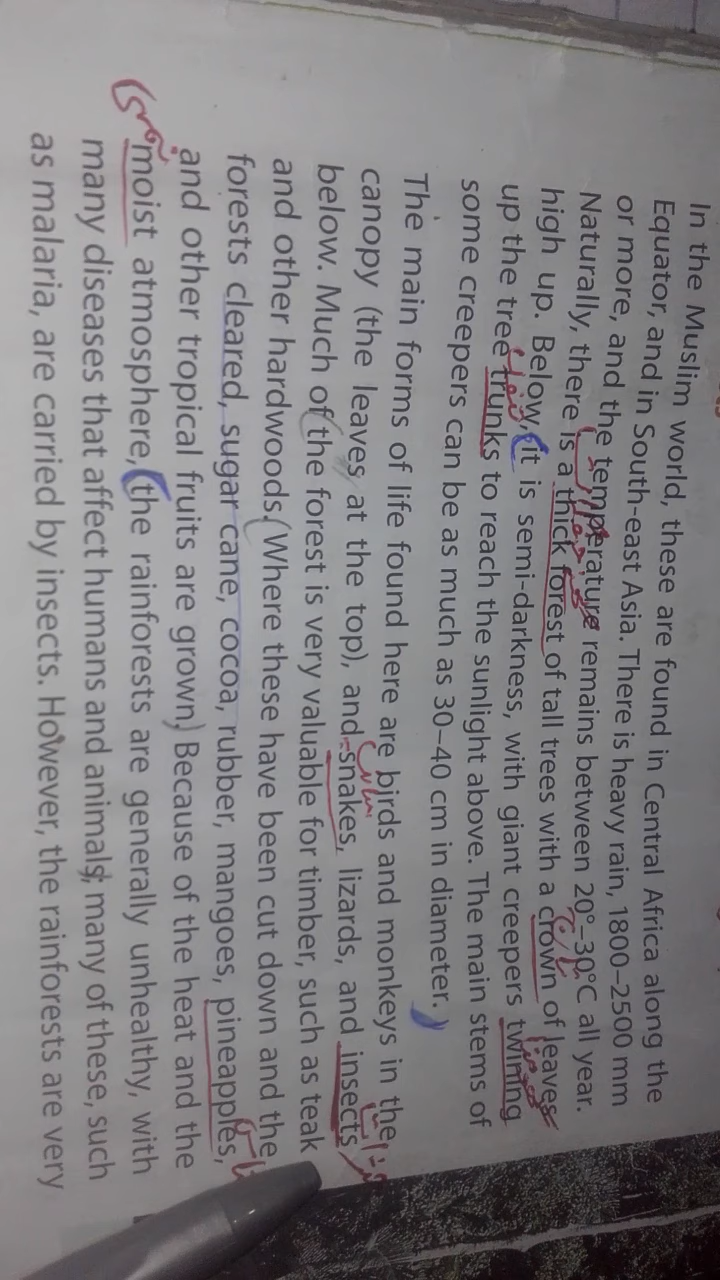 In the Muslim world, these are found in Central Africa along the
Equator, and in South-east Asia. There is heavy rain, 1800–2500 mm
or more, and the temperature remains between 20°–30°C all year.
Naturally, there is a thick forest of tall trees with a crown of leaves
high up. Below, it is semi-darkness, with giant creepers twining
up the tree trunks to reach the sunlight above. The main stems of
some creepers can be as much as 30–40 cm in diameter.
The main forms of life found here are birds and monkeys in the
canopy (the leaves at the top), and snakes, lizards, and insects
below. Much of the forest is very valuable for timber, such as teak
and other hardwoods. Where these have been cut down and the
forests cleared, sugar cane, cocoa, rubber, mangoes, pineapples,
and other tropical fruits are grown. Because of the heat and the
moist atmosphere, the rainforests are generally unhealthy, with
many diseases that affect humans and animals; many of these, such
as malaria, are carried by insects. However, the rainforests are very